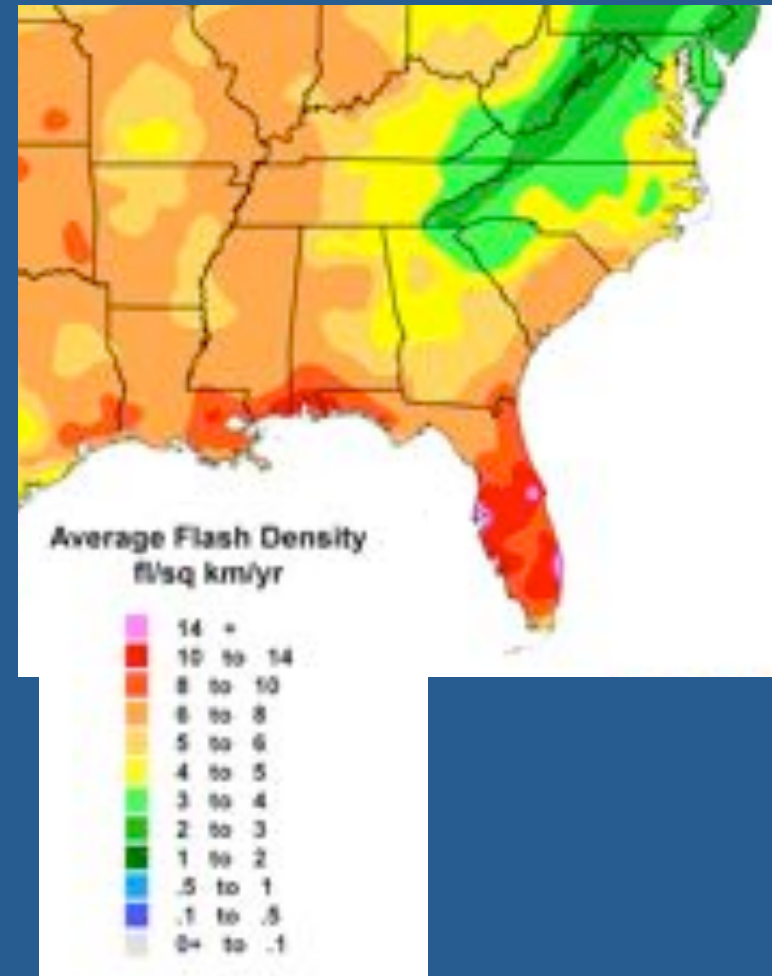 Average Flash Density
fl/sq km/yr
14 +
10 to 14
8 to 10
6 to 8
5 to 6
4 to 5
3 to 4
2 to 3
1 to 2
.5 to 1
.1 to .5
0+ to .1